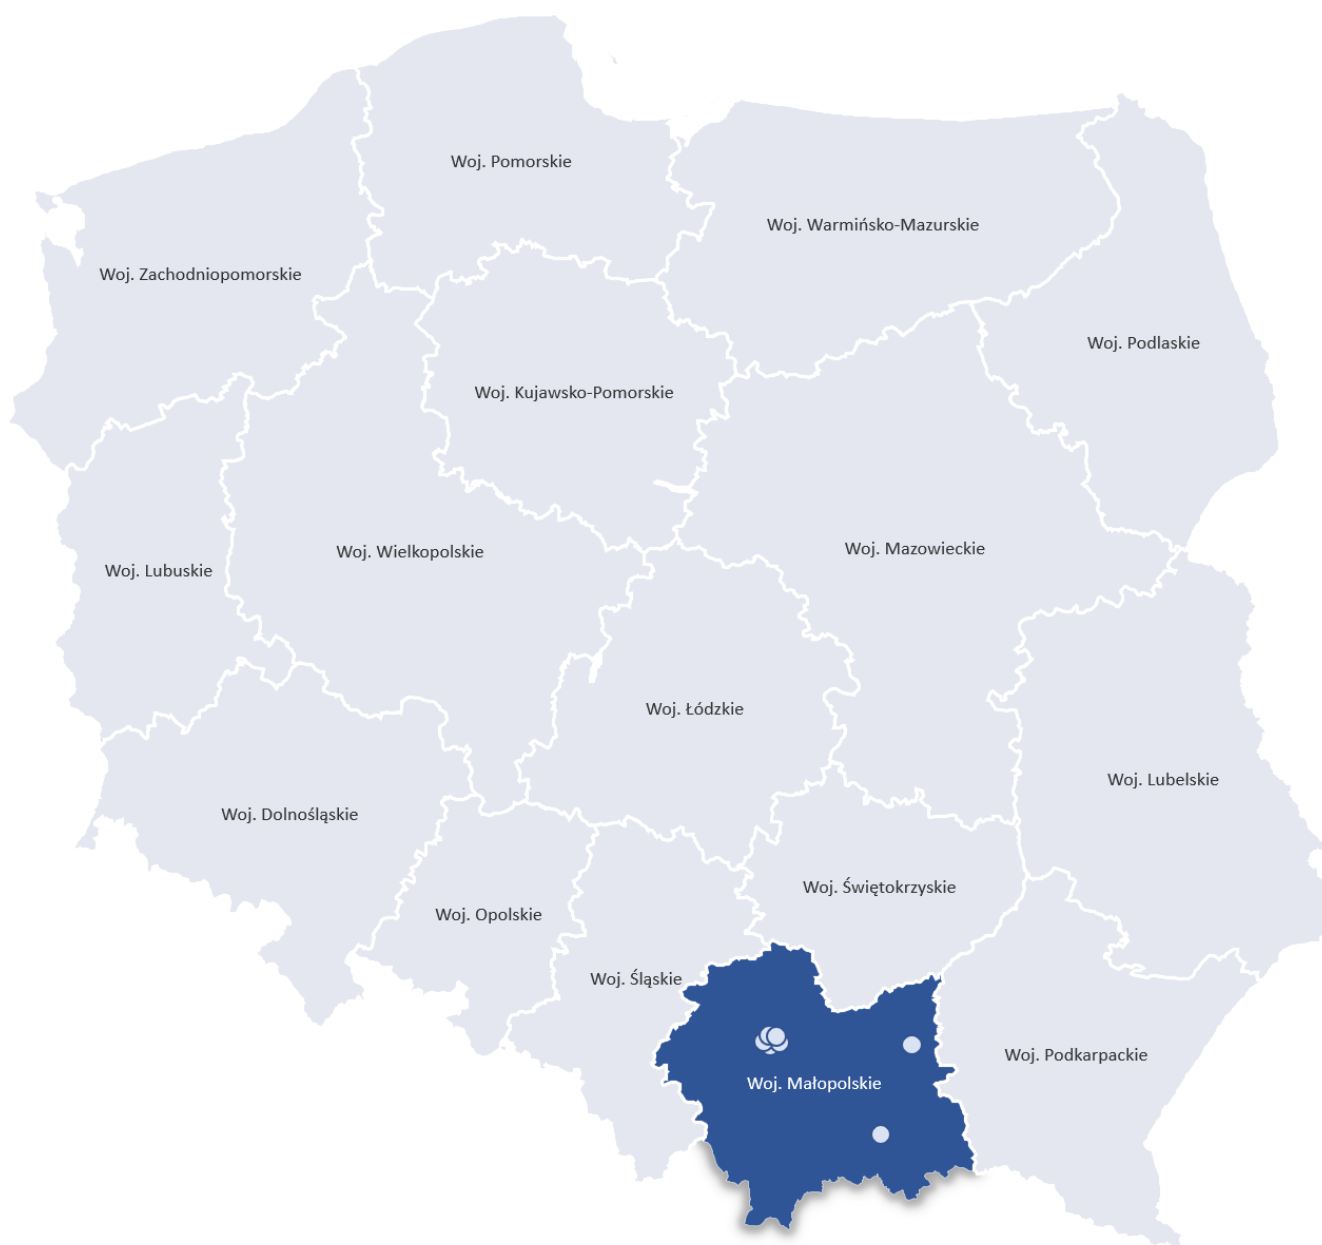 Woj. Pomorskie
Woj. Warmińsko-Mazurskie
Woj. Zachodniopomorskie
Woj. Podlaskie
Woj. Kujawsko-Pomorskie
Woj. Mazowieckie
Woj. Wielkopolskie
Woj. Lubuskie
Woj. Łódzkie
Woj. Lubelskie
Woj. Dolnośląskie
Woj. Świętokrzyskie
Woj. Opolskie
Woj. Śląskie
Woj. Podkarpackie
Woj. Małopolskie